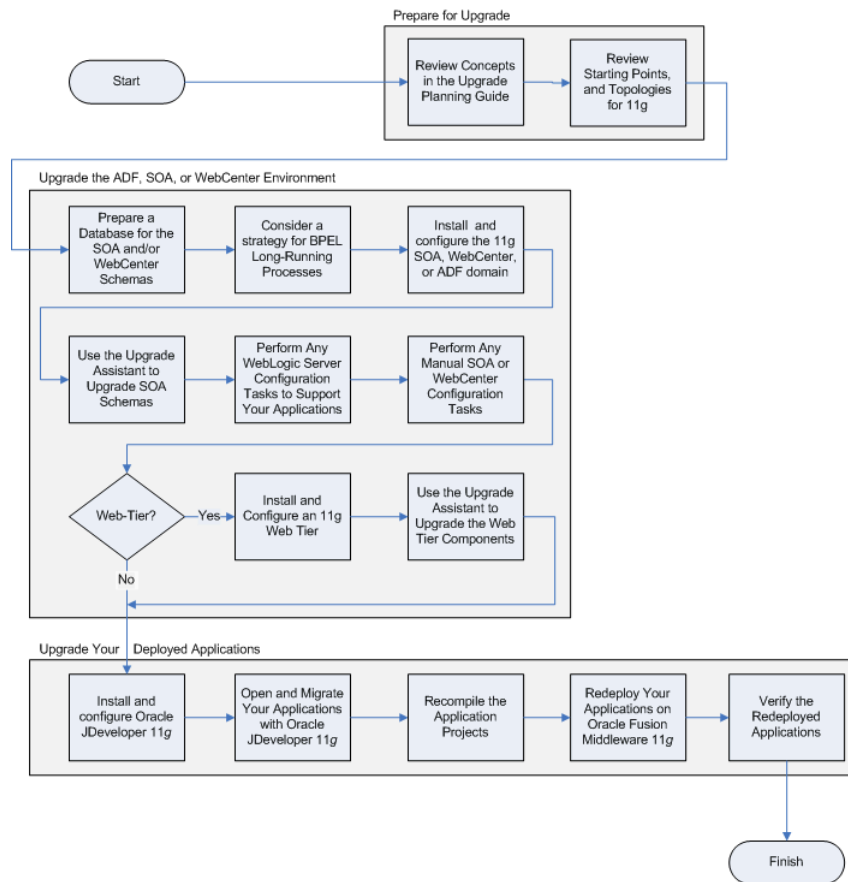 Prepare for Upgrade
Start
Review Concepts
in the Upgrade
Planning Guide
Review
Starting Points,
and Topologies
for 11g
Upgrade the ADF, SOA, or WebCenter Environment
Prepare a
Database for the
SOA and/or
WebCenter
Schemas
Consider a
strategy for BPEL
Long-Running
Processes
Install and
configure the 11g
SOA, WebCenter,
or ADF domain
Use the Upgrade
Assistant to
Upgrade SOA
Schemas
Perform Any
WebLogic Server
Configuration
Tasks to Support
Your Applications
Perform Any
Manual SOA or
WebCenter
Configuration
Tasks
Web-Tier?
Yes
Install and
Configure an 11g
Web Tier
Use the Upgrade
Assistant to
Upgrade the Web
Tier Components
No
Upgrade Your Deployed Applications
Install and
configure Oracle
JDeveloper 11g
Open and Migrate
Your Applications
with Oracle
JDeveloper 11g
Recompile the
Application
Projects
Redeploy Your
Applications on
Oracle Fusion
Middleware 11g
Verify the
Redeployed
Applications
Finish